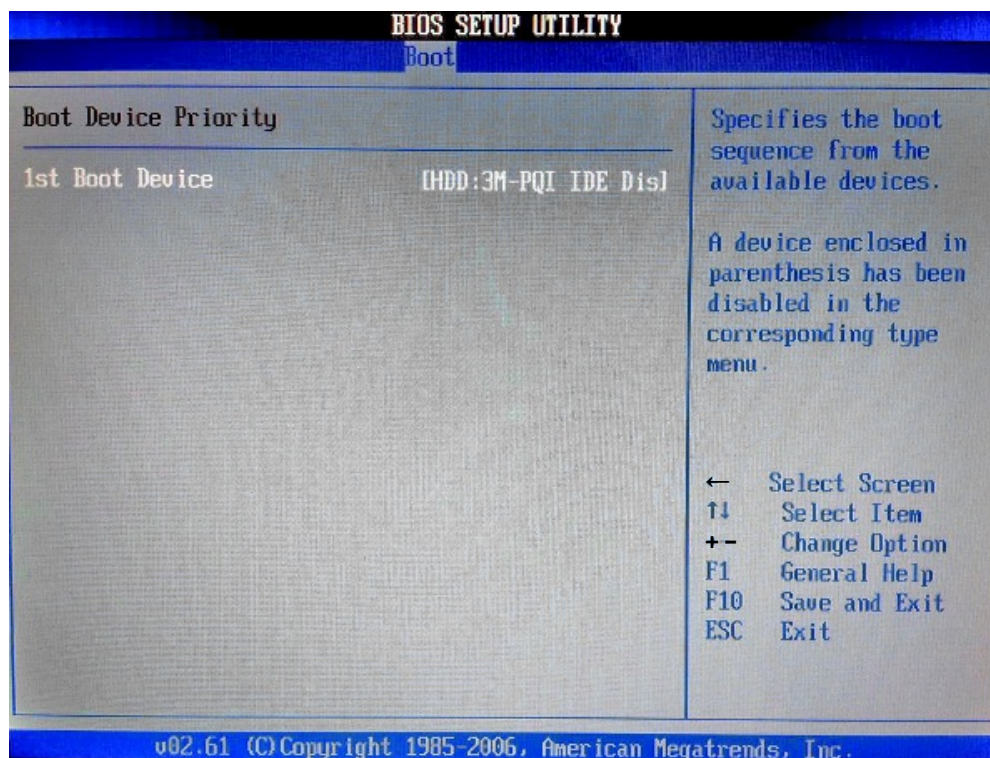 BIOS SETUP UTILITY
Boot
Boot Device Priority
1st Boot Device [HDD:3M-PQI IDE Dis]
Specifies the boot
sequence from the
available devices.
A device enclosed in
parenthesis has been
disabled in the
corresponding type
menu.
← Select Screen
↑↓ Select Item
+- Change Option
F1 General Help
F10 Save and Exit
ESC Exit
v02.61 (C)Copyright 1985-2006, American Megatrends, Inc.